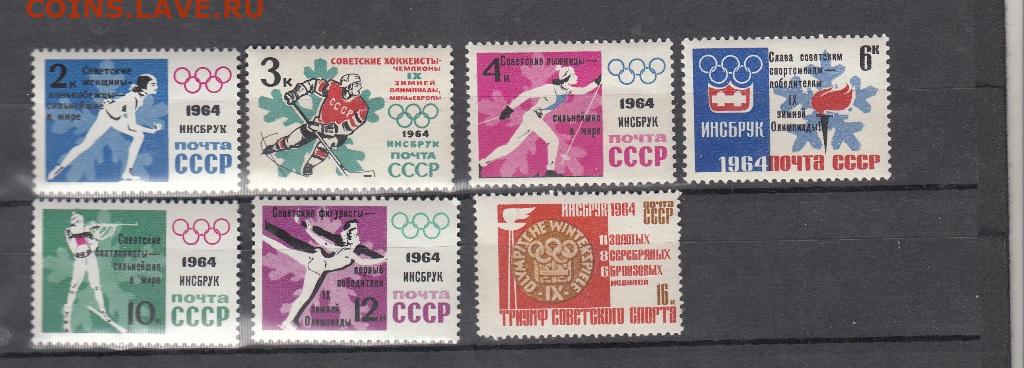 COINS.LAVE.RU
2к
Советские
женщины-
конькобежцы-
сильнейшие
в мире
1964
ИНСБРУК
почта
СССР
3к
СОВЕТСКИЕ ХОККЕИСТЫ-
ЧЕМПИОНЫ
IX
ЗИМНЕЙ
ОЛИМПИАДЫ,
МИРА и ЕВРОПЫ
СССР
1964
ИНСБРУК
ПОЧТА
СССР
4к
Советские лыжницы-
сильнейшие
в мире
1964
ИНСБРУК
ПОЧТА
СССР
6к
Слава советским
спортсменам-
победителям
IX
зимней
Олимпиады!
ИНСБРУК
1964
ПОЧТА СССР
Советские
биатлонисты-
сильнейшие
в мире
10к
1964
ИНСБРУК
почта
СССР
Советские фигуристы-
первые
победители
IX
зимней
Олимпиады
12к
1964
ИНСБРУК
почта
СССР
ИНСБРУК 1964
ПОЧТА
СССР
OLYMPISCHE WINTERSPIELE
IX
11 ЗОЛОТЫХ
8 СЕРЕБРЯНЫХ
6 БРОНЗОВЫХ
МЕДАЛЕЙ
16к
ТРИУМФ СОВЕТСКОГО СПОРТА